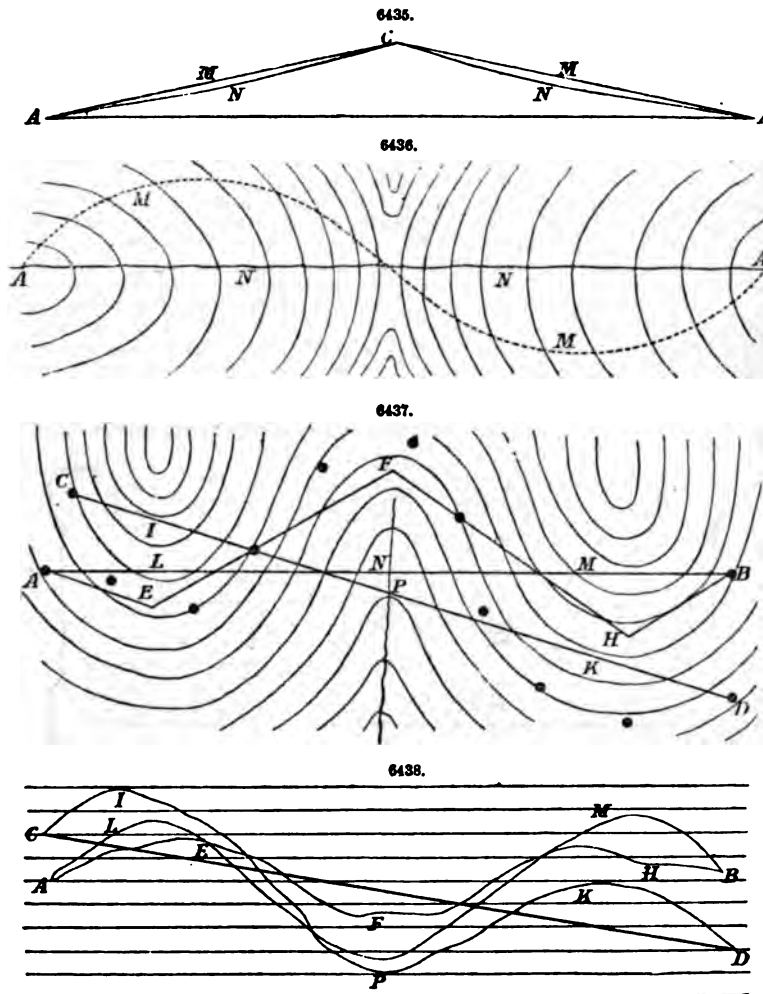 6435.
C
M M
N N
A A
6436.
M
A N N A
M
6437.
C F
I
L N M
A E P B
H
K
D
6438.
I M
C L
E
A H B
K
F
D
P